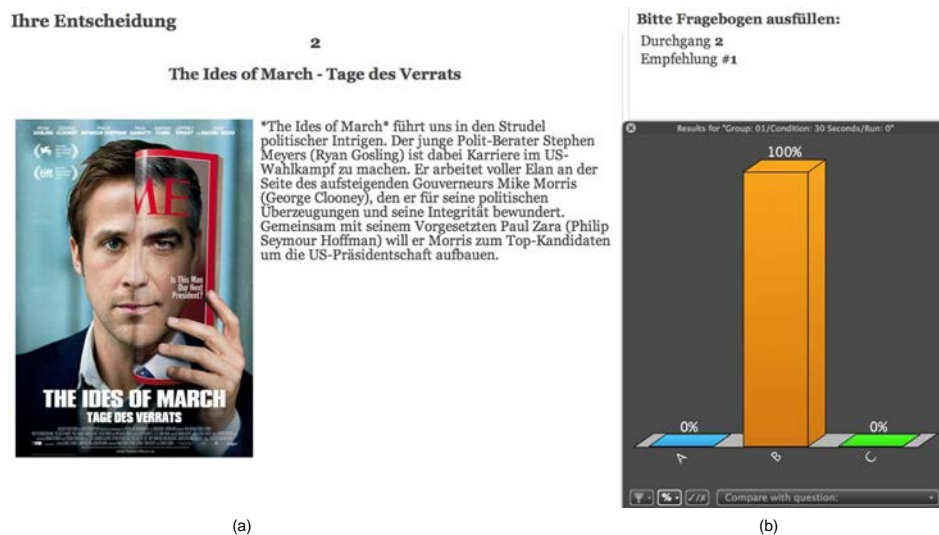 Ihre Entscheidung
2
The Ides of March - Tage des Verrats
*The Ides of March* führt uns in den Strudel
politischer Intrigen. Der junge Polit-Berater Stephen
Meyers (Ryan Gosling) ist dabei Karriere im US-
Wahlkampf zu machen. Er arbeitet voller Elan an der
Seite des aufsteigenden Gouverneurs Mike Morris
(George Clooney), den er für seine politischen
Überzeugungen und seine Integrität bewundert.
Gemeinsam mit seinem Vorgesetzten Paul Zara (Philip
Seymour Hoffman) will er Morris zum Top-Kandidaten
um die US-Präsidentschaft aufbauen.
ME
Is This Man
Our Next
President?
THE IDES OF MARCH
TAGE DES VERRATS
(a)
Bitte Fragebogen ausfüllen:
Durchgang 2
Empfehlung #1
Results for "Group: 01/Condition: 30 Seconds/Run: 0"
100%
0%
0%
A
B
C
%
✓/✗
Compare with question:
(b)